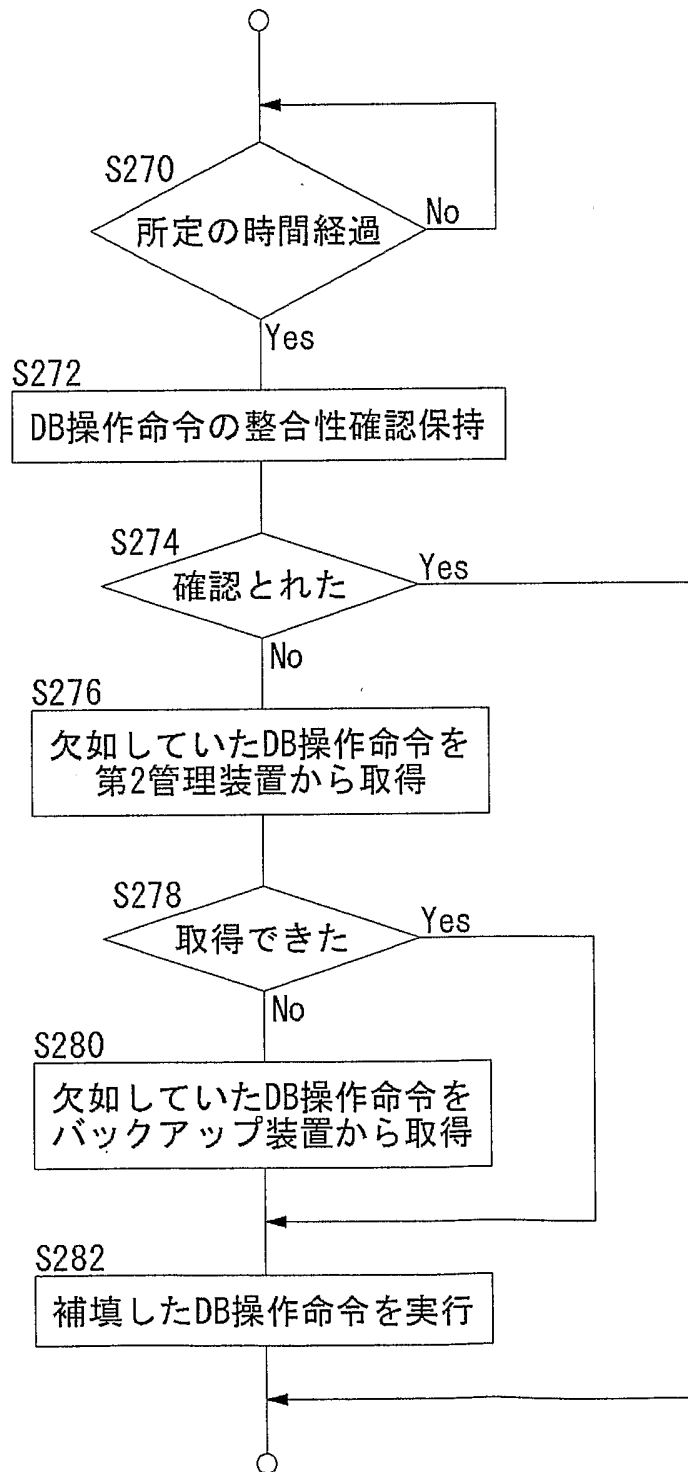 S270
所定の時間経過
No
Yes
S272
DB操作命令の整合性確認保持
S274
確認とれた
Yes
No
S276
欠如していたDB操作命令を
第2管理装置から取得
S278
取得できた
Yes
No
S280
欠如していたDB操作命令を
バックアップ装置から取得
S282
補填したDB操作命令を実行